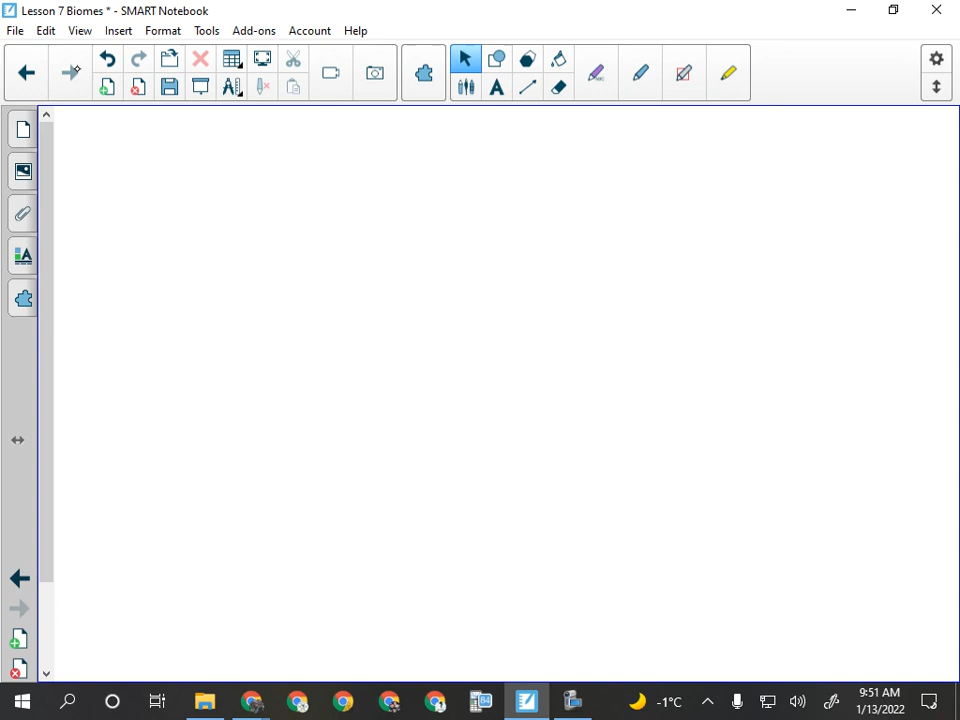 Lesson 7 Biomes * - SMART Notebook
File Edit View Insert Format Tools Add-ons Account Help
-1°C
9:51 AM
1/13/2022